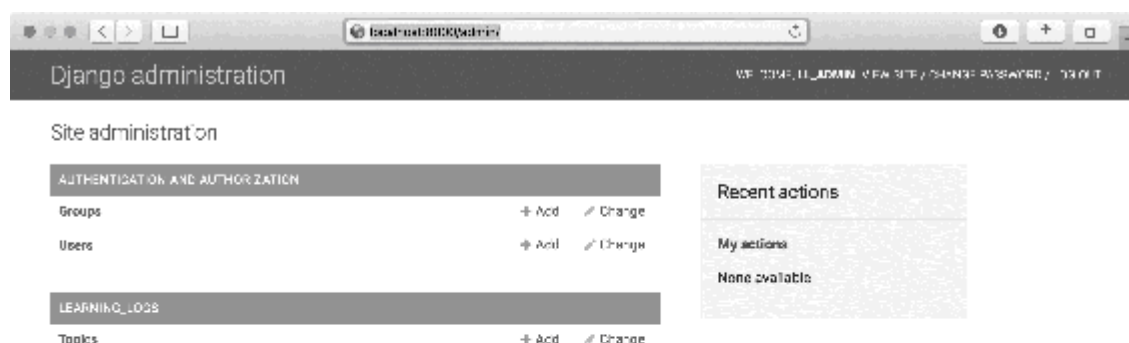 localhost:8000/admin/
Django administration
WELCOME, LL_ADMIN. VIEW SITE / CHANGE PASSWORD / LOG OUT
Site administration
AUTHENTICATION AND AUTHORIZATION
Groups + Add Change
Users + Add Change
LEARNING_LOGS
Topics + Add Change
Recent actions
My actions
None available